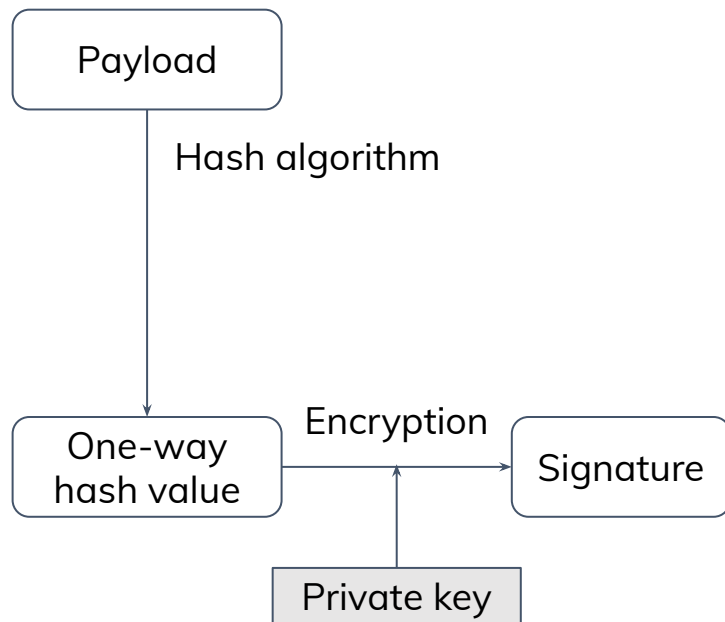 Payload
Hash algorithm
One-way
hash value
Encryption
Signature
Private key